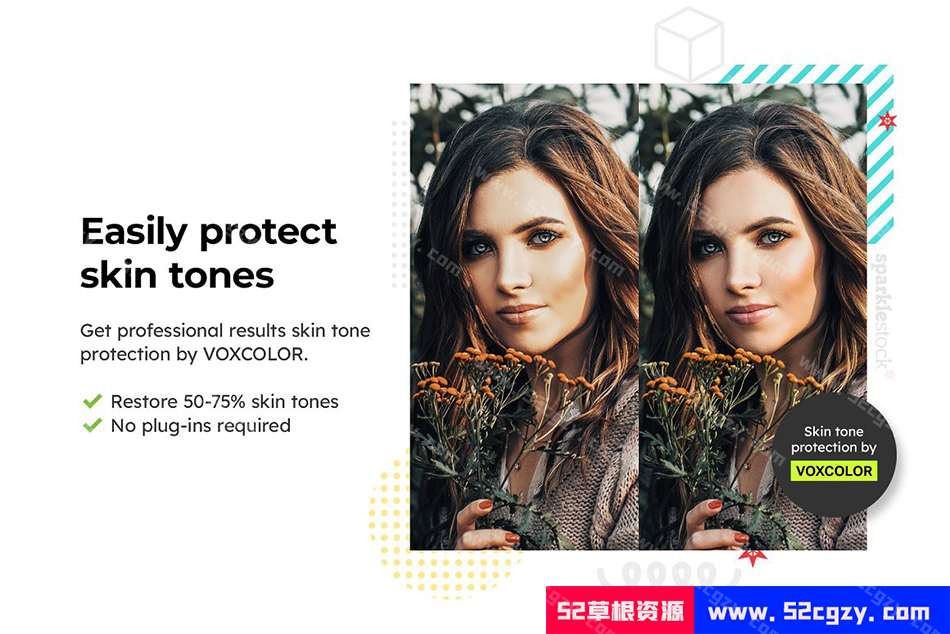 Easily protect
skin tones
Get professional results skin tone
protection by VOXCOLOR.
Restore 50-75% skin tones
No plug-ins required
sparklestock*
Skin tone
protection by
VOXCOLOR
52草根资源
www.52cgzy.com